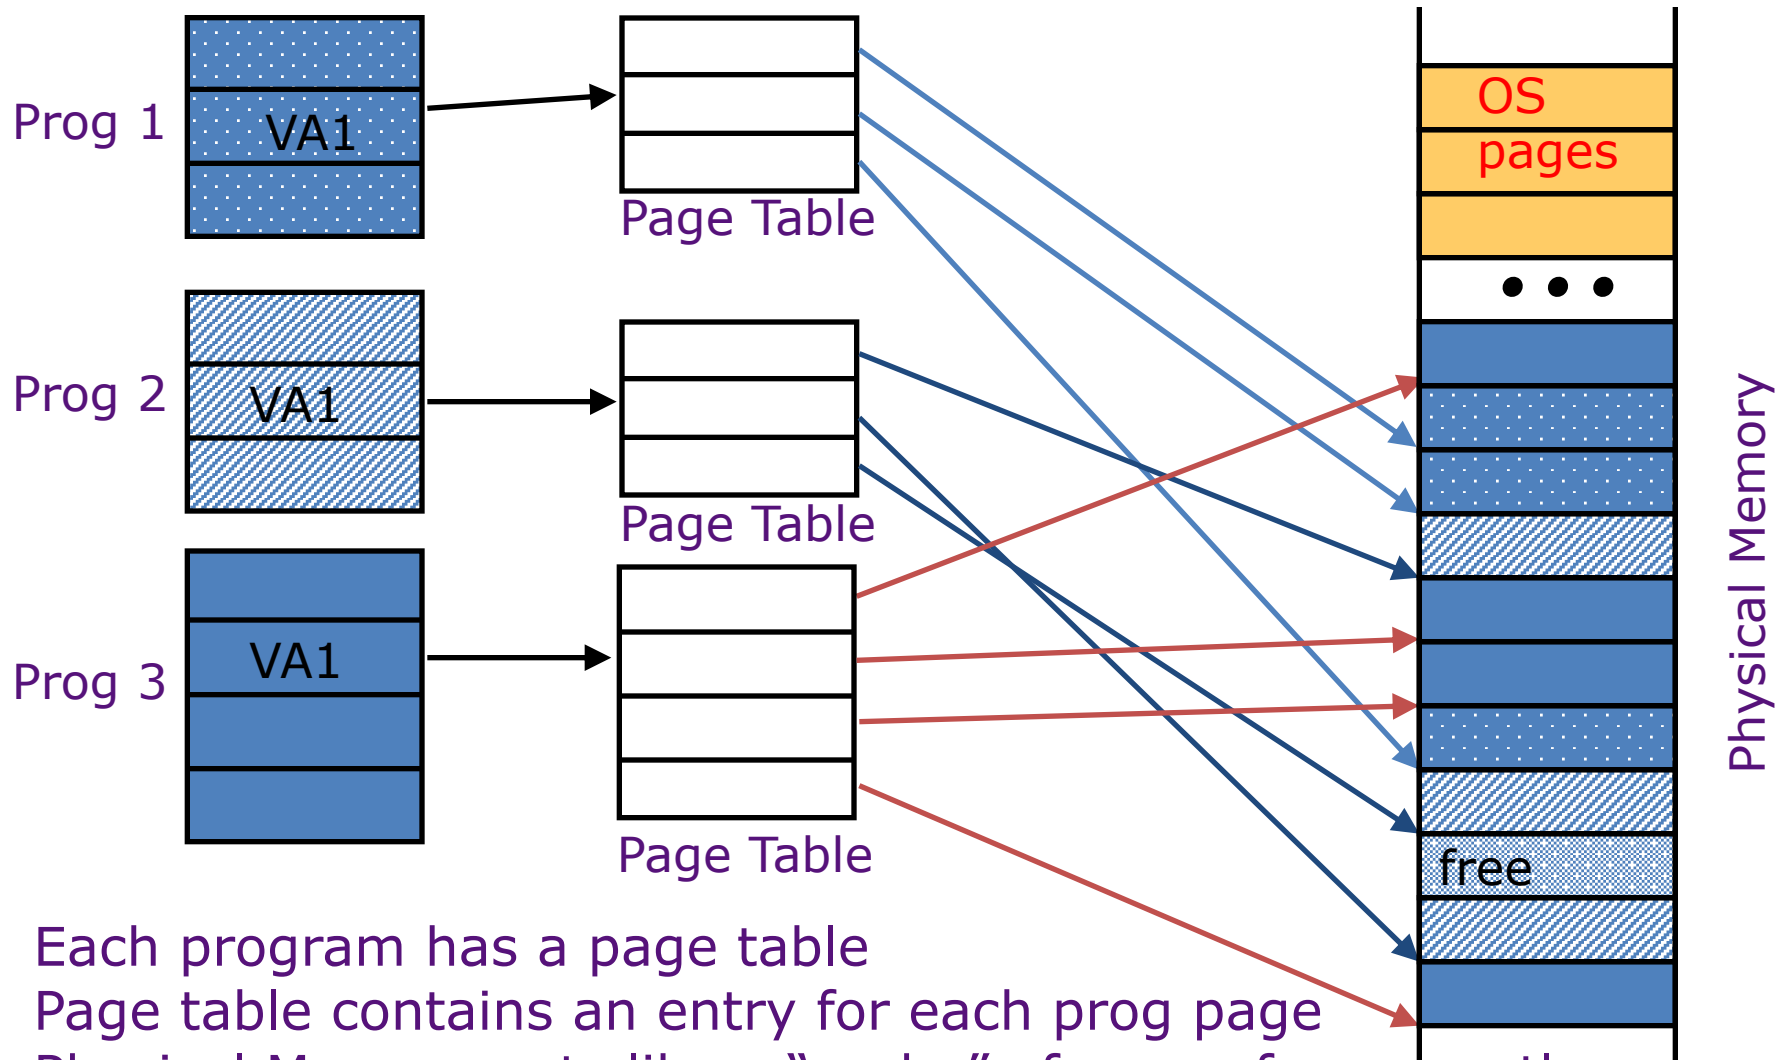 Prog 1
VA1
Page Table
OS
pages
Prog 2
VA1
Page Table
Prog 3
VA1
Page Table
free
Physical Memory
Each program has a page table
Page table contains an entry for each prog page